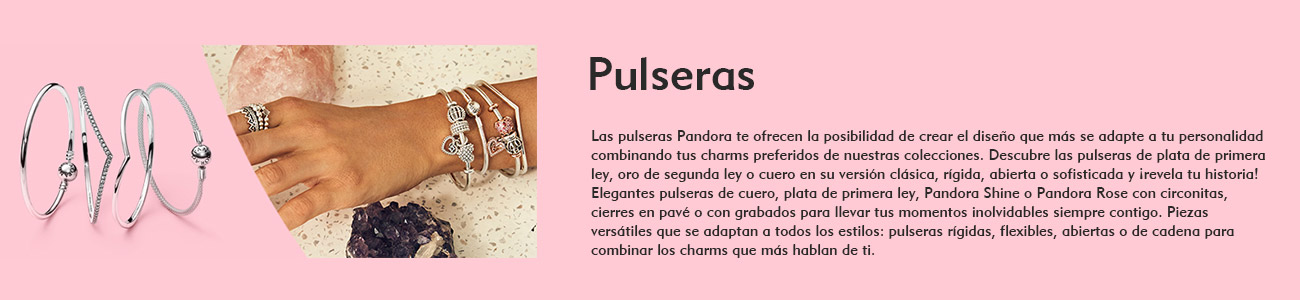 Pulseras
Las pulseras Pandora te ofrecen la posibilidad de crear el diseño que más se adapte a tu personalidad
combinando tus charms preferidos de nuestras colecciones. Descubre las pulseras de plata de primera
ley, oro de segunda ley o cuero en su versión clásica, rígida, abierta o sofisticada y ¡revela tu historia!
Elegantes pulseras de cuero, plata de primera ley, Pandora Shine o Pandora Rose con circonitas,
cierres en pavé o con grabados para llevar tus momentos inolvidables siempre contigo. Piezas
versátiles que se adaptan a todos los estilos: pulseras rígidas, flexibles, abiertas o de cadena para
combinar los charms que más hablan de ti.